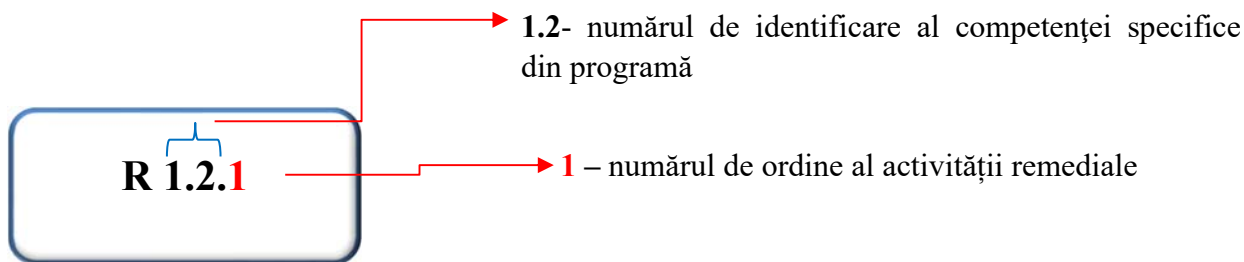 1.2- numărul de identificare al competenţei specifice
din programă
R 1.2.1
1 – numărul de ordine al activității remediale